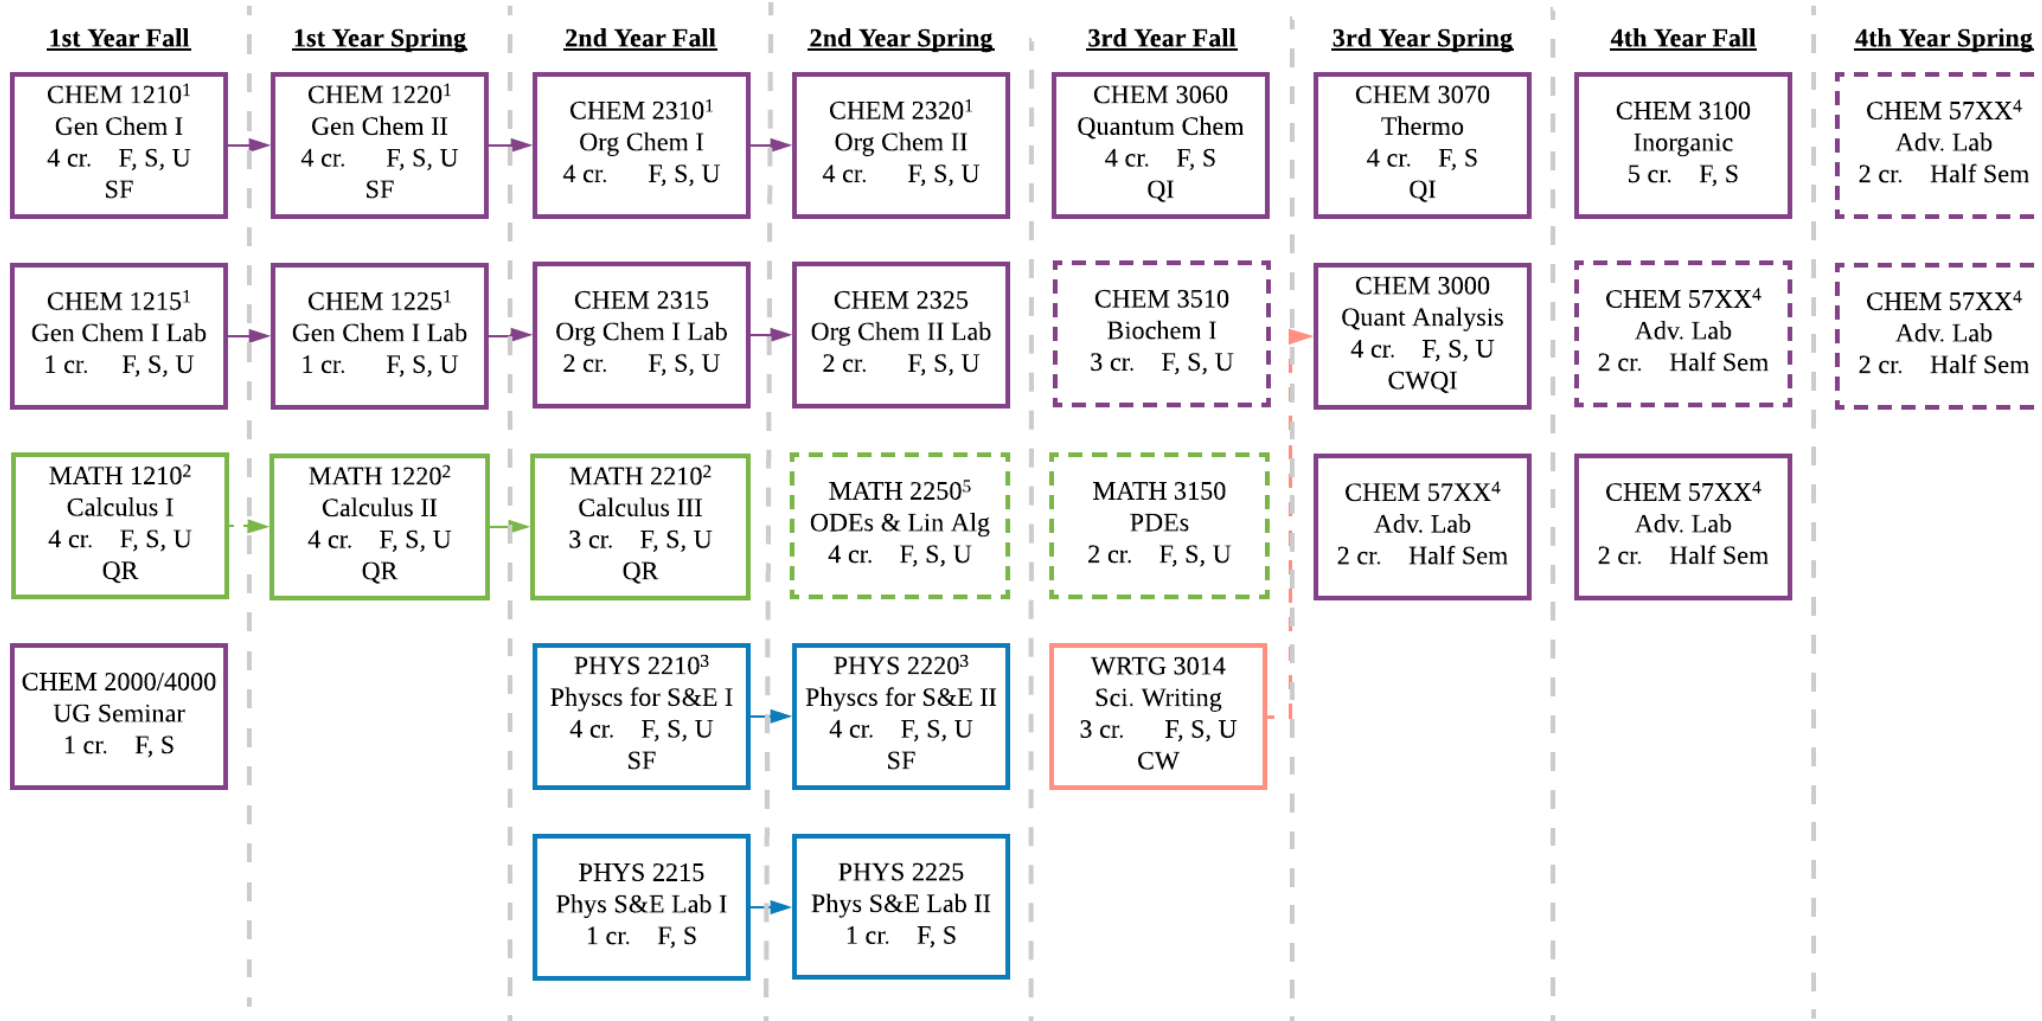 1st Year Fall
CHEM 1210¹
Gen Chem I
4 cr. F, S, U
SF
CHEM 1215¹
Gen Chem I Lab
1 cr. F, S, U
MATH 1210²
Calculus I
4 cr. F, S, U
QR
CHEM 2000/4000
UG Seminar
1 cr. F, S
1st Year Spring
CHEM 1220¹
Gen Chem II
4 cr. F, S, U
SF
CHEM 1225¹
Gen Chem I Lab
1 cr. F, S, U
MATH 1220²
Calculus II
4 cr. F, S, U
QR
2nd Year Fall
CHEM 2310¹
Org Chem I
4 cr. F, S, U
CHEM 2315
Org Chem I Lab
2 cr. F, S, U
MATH 2210²
Calculus III
3 cr. F, S, U
QR
PHYS 2210³
Physcs for S&E I
4 cr. F, S, U
SF
PHYS 2215
Phys S&E Lab I
1 cr. F, S
2nd Year Spring
CHEM 2320¹
Org Chem II
4 cr. F, S, U
CHEM 2325
Org Chem II Lab
2 cr. F, S, U
MATH 2250⁵
ODEs & Lin Alg
4 cr. F, S, U
PHYS 2220³
Physcs for S&E II
4 cr. F, S, U
SF
PHYS 2225
Phys S&E Lab II
1 cr. F, S
3rd Year Fall
CHEM 3060
Quantum Chem
4 cr. F, S
QI
CHEM 3510
Biochem I
3 cr. F, S, U
MATH 3150
PDEs
2 cr. F, S, U
WRTG 3014
Sci. Writing
3 cr. F, S, U
CW
3rd Year Spring
CHEM 3070
Thermo
4 cr. F, S
QI
CHEM 3000
Quant Analysis
4 cr. F, S, U
CWQI
CHEM 57XX⁴
Adv. Lab
2 cr. Half Sem
4th Year Fall
CHEM 3100
Inorganic
5 cr. F, S
CHEM 57XX⁴
Adv. Lab
2 cr. Half Sem
CHEM 57XX⁴
Adv. Lab
2 cr. Half Sem
4th Year Spring
CHEM 57XX⁴
Adv. Lab
2 cr. Half Sem
CHEM 57XX⁴
Adv. Lab
2 cr. Half Sem